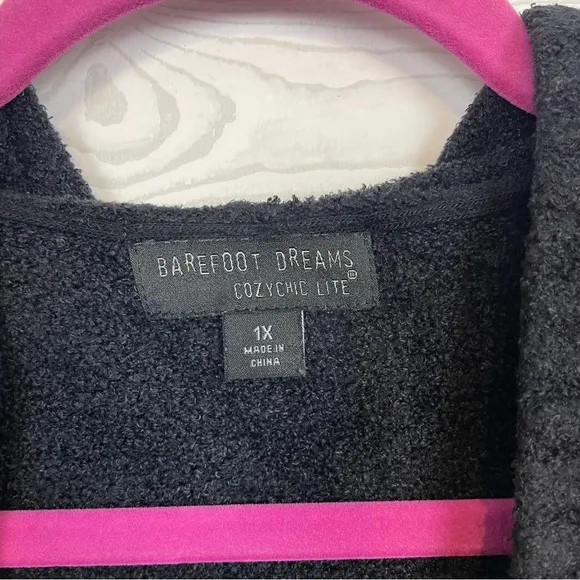 BAREFOOT DREAMS
COZYCHIC LITE
1X
MADE IN
CHINA